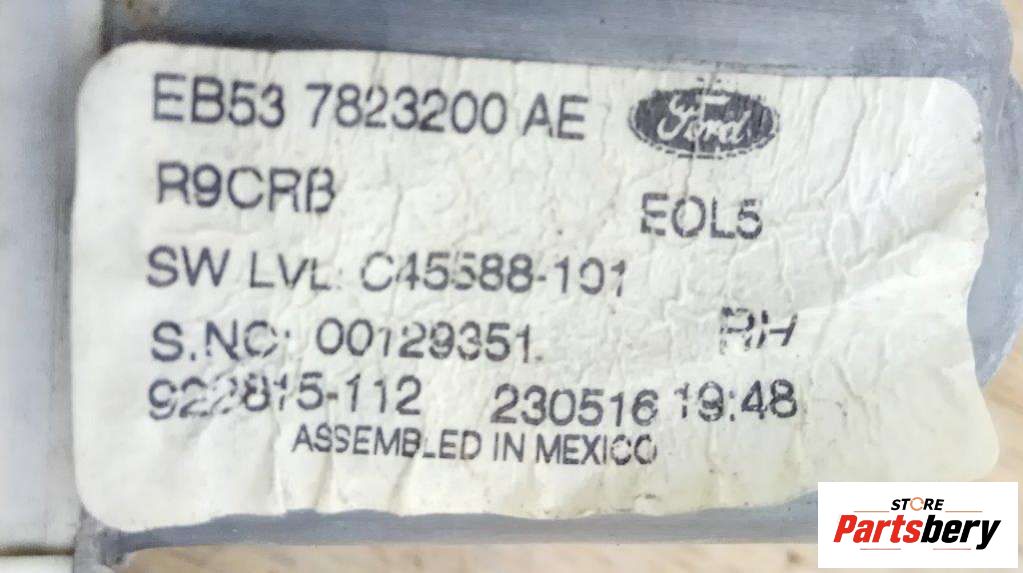 EB53 7823200 AE Ford
R9CRB
EOL5
SW LVL: C45588-101
S.NO: 00129351
RH
922815-112 230516 19:48
ASSEMBLED IN MEXICO
STORE
Partsbery